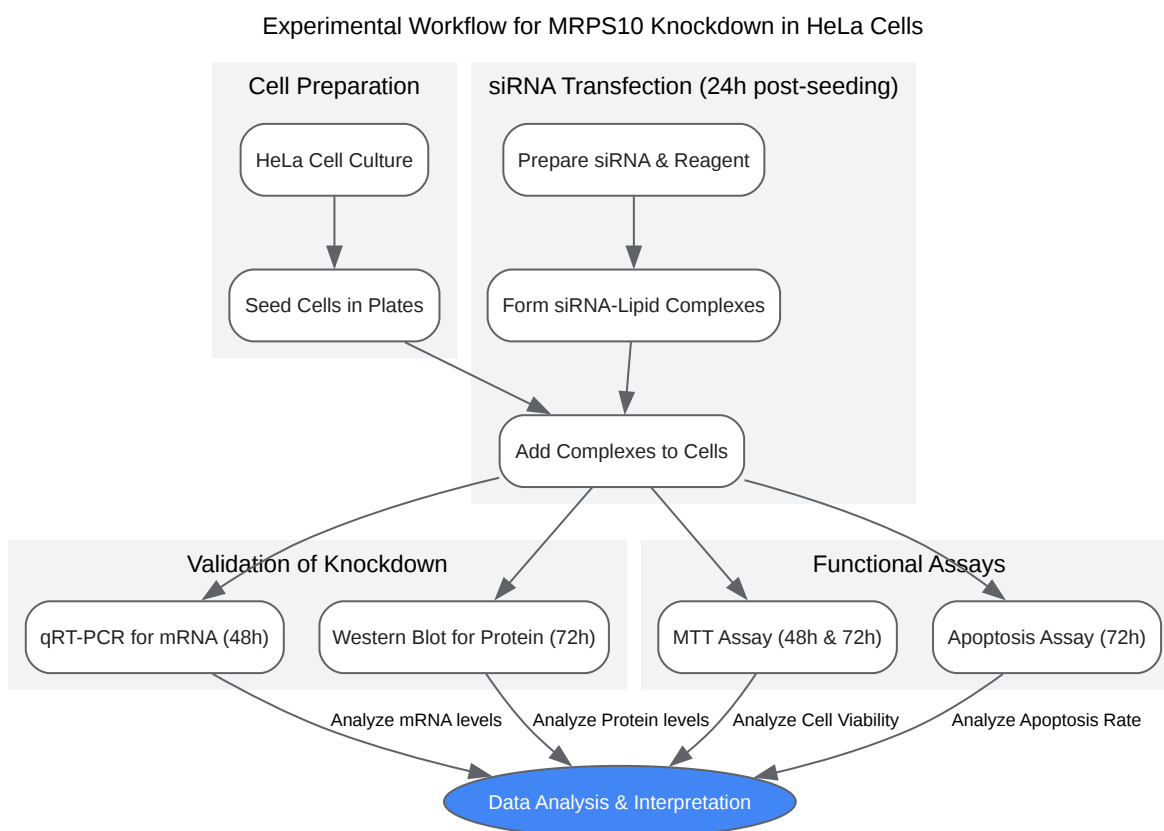 Experimental Workflow for MRPS10 Knockdown in HeLa Cells
Cell Preparation
siRNA Transfection (24h post-seeding)
HeLa Cell Culture
Prepare siRNA & Reagent
Seed Cells in Plates
Form siRNA-Lipid Complexes
Add Complexes to Cells
Validation of Knockdown
Functional Assays
qRT-PCR for mRNA (48h)
Western Blot for Protein (72h)
MTT Assay (48h & 72h)
Apoptosis Assay (72h)
Analyze mRNA levels
Analyze Protein levels
Analyze Cell Viability
Analyze Apoptosis Rate
Data Analysis & Interpretation